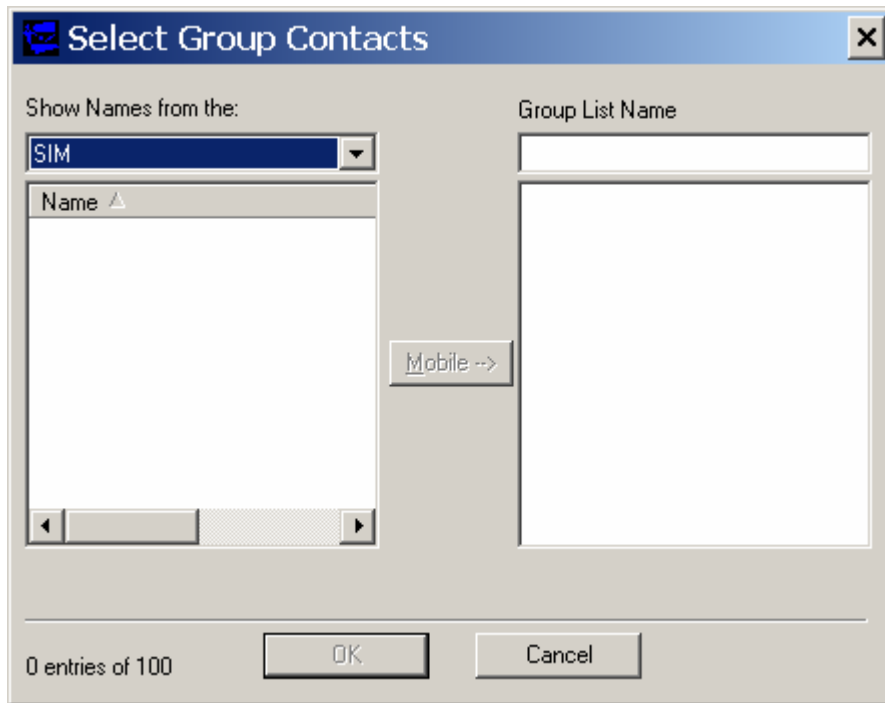 Select Group Contacts
Show Names from the:
Group List Name
SIM
Name
Mobile -->
0 entries of 100
OK
Cancel